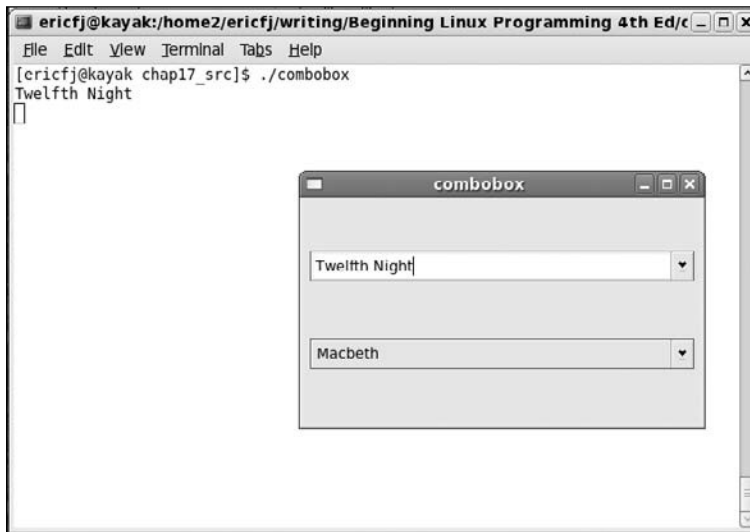 ericfj@kayak:/home2/ericfj/writing/Beginning Linux Programming 4th Ed/c
File Edit View Terminal Tabs Help
[ericfj@kayak chap17_src]$ ./combobox
Twelfth Night
combobox
Twelfth Night
Macbeth